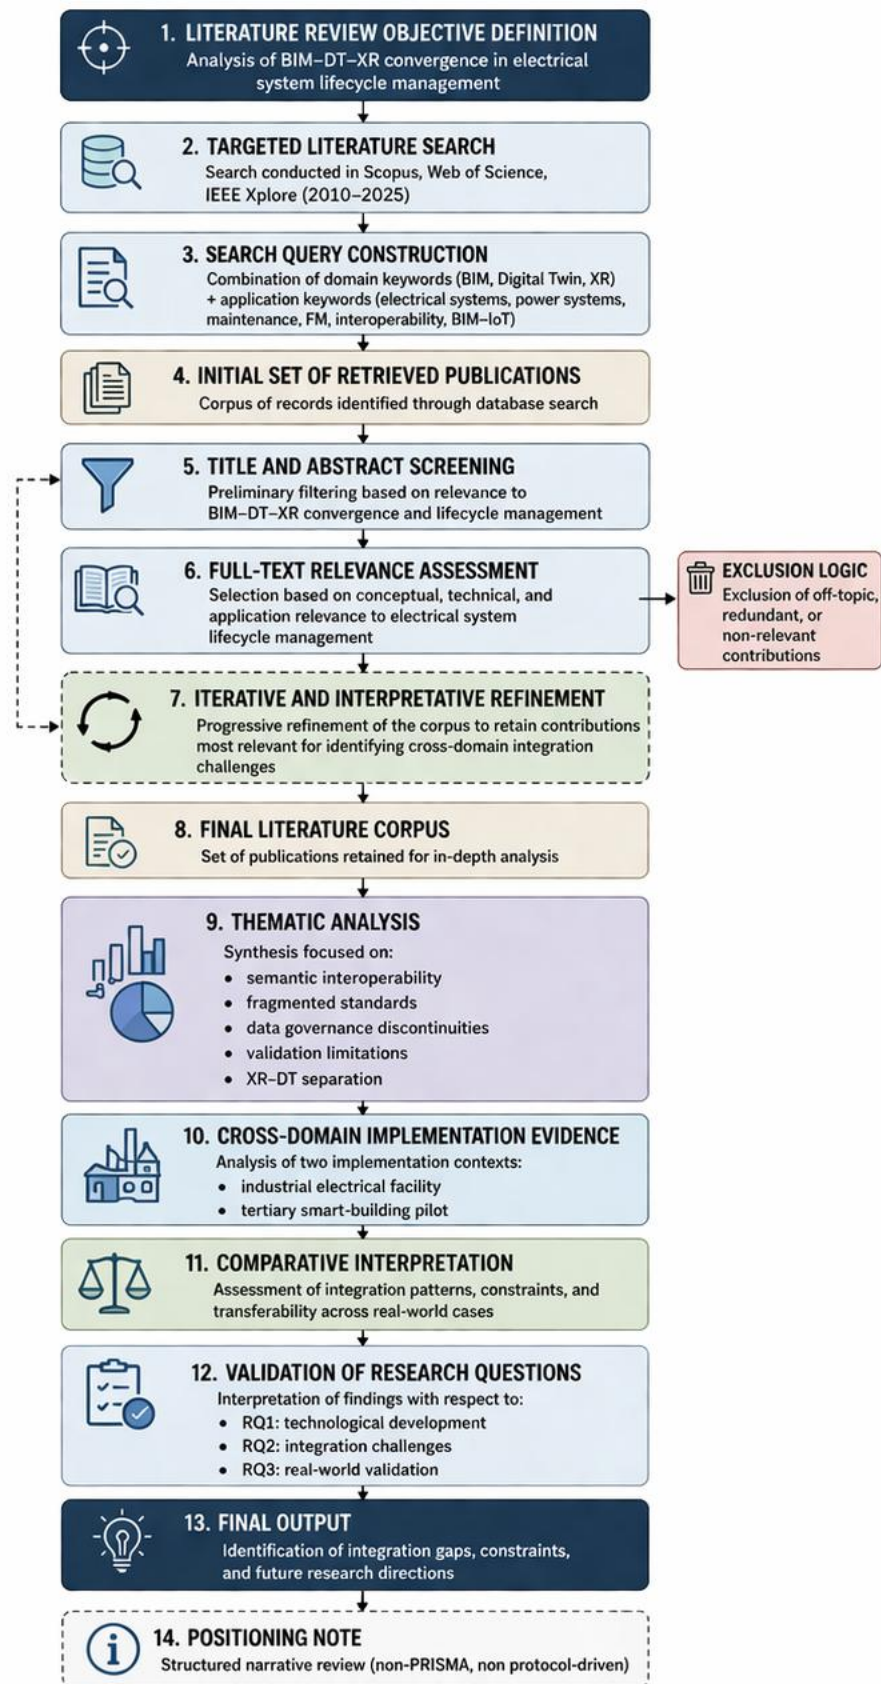 1. LITERATURE REVIEW OBJECTIVE DEFINITION
Analysis of BIM–DT–XR convergence in electrical
system lifecycle management
2. TARGETED LITERATURE SEARCH
Search conducted in Scopus, Web of Science,
IEEE Xplore (2010–2025)
3. SEARCH QUERY CONSTRUCTION
Combination of domain keywords (BIM, Digital Twin, XR)
+ application keywords (electrical systems, power systems,
maintenance, FM, interoperability, BIM–IoT)
4. INITIAL SET OF RETRIEVED PUBLICATIONS
Corpus of records identified through database search
5. TITLE AND ABSTRACT SCREENING
Preliminary filtering based on relevance to
BIM–DT–XR convergence and lifecycle management
6. FULL-TEXT RELEVANCE ASSESSMENT
Selection based on conceptual, technical, and
application relevance to electrical system
lifecycle management
EXCLUSION LOGIC
Exclusion of off-topic,
redundant, or
non-relevant
contributions
7. ITERATIVE AND INTERPRETATIVE REFINEMENT
Progressive refinement of the corpus to retain contributions
most relevant for identifying cross-domain integration
challenges
8. FINAL LITERATURE CORPUS
Set of publications retained for in-depth analysis
9. THEMATIC ANALYSIS
Synthesis focused on:
• semantic interoperability
• fragmented standards
• data governance discontinuities
• validation limitations
• XR–DT separation
10. CROSS-DOMAIN IMPLEMENTATION EVIDENCE
Analysis of two implementation contexts:
• industrial electrical facility
• tertiary smart-building pilot
11. COMPARATIVE INTERPRETATION
Assessment of integration patterns, constraints, and
transferability across real-world cases
12. VALIDATION OF RESEARCH QUESTIONS
Interpretation of findings with respect to:
• RQ1: technological development
• RQ2: integration challenges
• RQ3: real-world validation
13. FINAL OUTPUT
Identification of integration gaps, constraints,
and future research directions
14. POSITIONING NOTE
Structured narrative review (non-PRISMA, non protocol-driven)